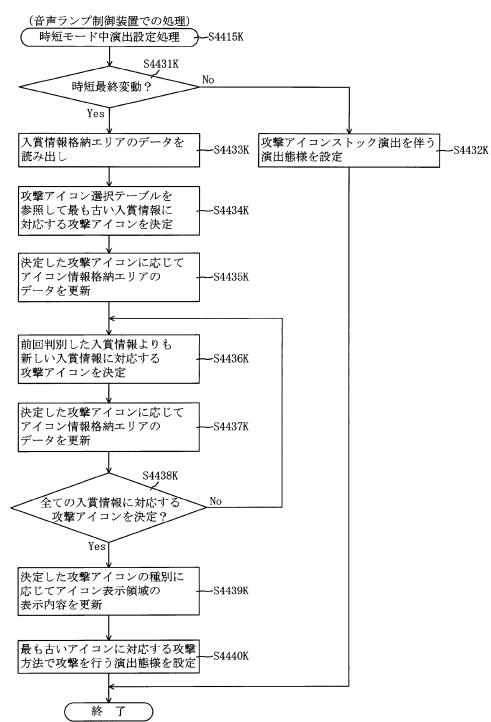 (音声ランプ制御装置での処理)
時短モード中演出設定処理
S4415K
S4431K
時短最終変動？
No
Yes
入賞情報格納エリアのデータを
読み出し
S4433K
攻撃アイコンストック演出を伴う
演出態様を設定
S4432K
攻撃アイコン選択テーブルを
参照して最も古い入賞情報に
対応する攻撃アイコンを決定
S4434K
決定した攻撃アイコンに応じて
アイコン情報格納エリアの
データを更新
S4435K
前回判別した入賞情報よりも
新しい入賞情報に対応する
攻撃アイコンを決定
S4436K
決定した攻撃アイコンに応じて
アイコン情報格納エリアの
データを更新
S4437K
S4438K
全ての入賞情報に対応する
攻撃アイコンを決定？
No
Yes
決定した攻撃アイコンの種別に
応じてアイコン表示領域の
表示内容を更新
S4439K
最も古いアイコンに対応する攻撃
方法で攻撃を行う演出態様を設定
S4440K
終 了